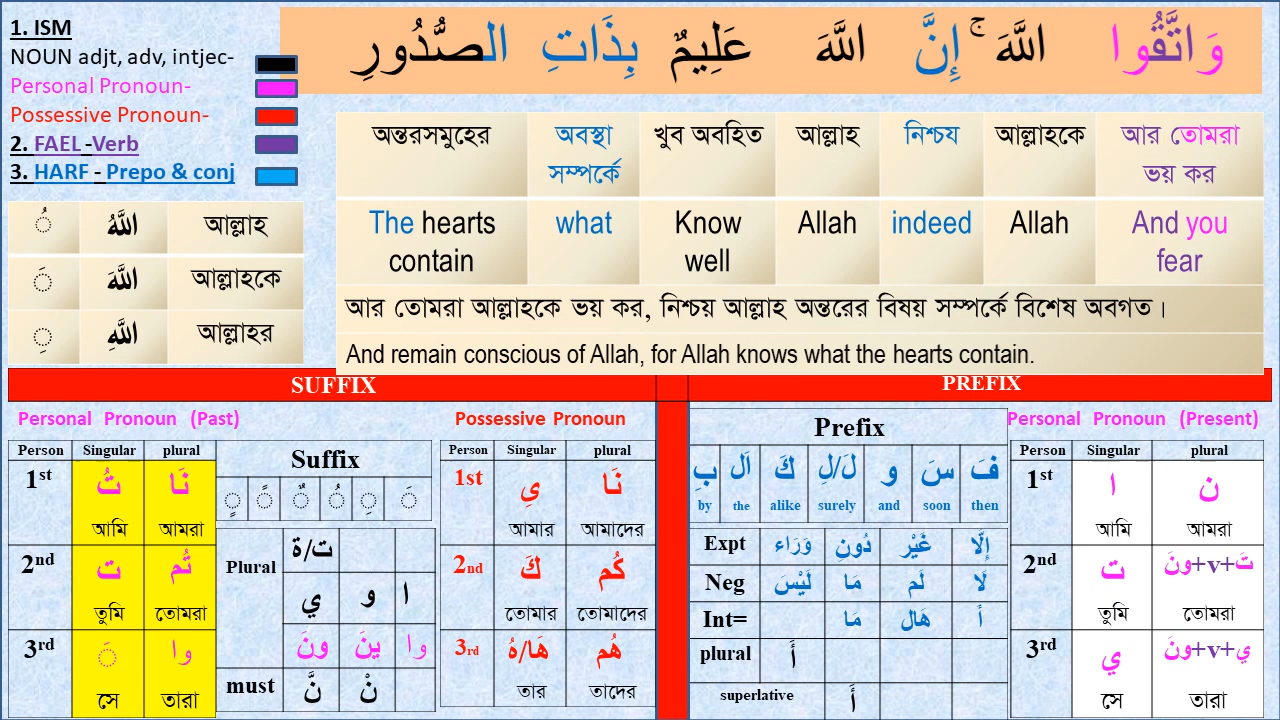 1. ISM
NOUN adjt, adv, intjec-
Personal Pronoun-
Possessive Pronoun-
2. FAEL -Verb
3. HARF - Prepo & conj
وَاتَّقُوا اللَّهَ ۚ إِنَّ اللَّهَ عَلِيمٌ بِذَاتِ الصُّدُورِ
অন্তরসমুহের অবস্থা সম্পর্কে খুব অবহিত আল্লাহ নিশ্চয আল্লাহকে আর তোমরা ভয় কর
The hearts contain what Know well Allah indeed Allah And you fear
আর তোমরা আল্লাহকে ভয় কর, নিশ্চয় আল্লাহ অন্তরের বিষয় সম্পর্কে বিশেষ অবগত।
And remain conscious of Allah, for Allah knows what the hearts contain.
ُ اللَّهُ আল্লাহ
َ اللَّهَ আল্লাহকে
ِ اللَّهِ আল্লাহর
SUFFIX
Personal Pronoun (Past)
Person Singular plural
1st تُ نَا
আমি আমরা
2nd ت تُم
তুমি তোমরা
3rd َ وا
সে তারা
Suffix
ٍ ً ٌ ُ ِ َ
Plural ت/ة
ي و ا
ونَ ينَ وا
must نَّ نْ
Possessive Pronoun
Person Singular plural
1st ىِ نَا
আমার আমাদের
2nd كَ كُم
তোমার তোমাদের
3rd هَا/هُ هُم
তার তাদের
PREFIX
Prefix
بِ اَل كَ لَ/لِ و سَ فَ
by the alike surely and soon then
Expt وَرَاء دُونِ غَيْر إِلَّا
Neg لَيْسَ مَا لَم لَا
Int= مَا هَال أَ
plural أَ
superlative أَ
Personal Pronoun (Present)
Person Singular plural
1st ا ن
আমি আমরা
2nd ت تَ+v+ونَ
তুমি তোমরা
3rd ي ي+v+ونَ
সে তারা